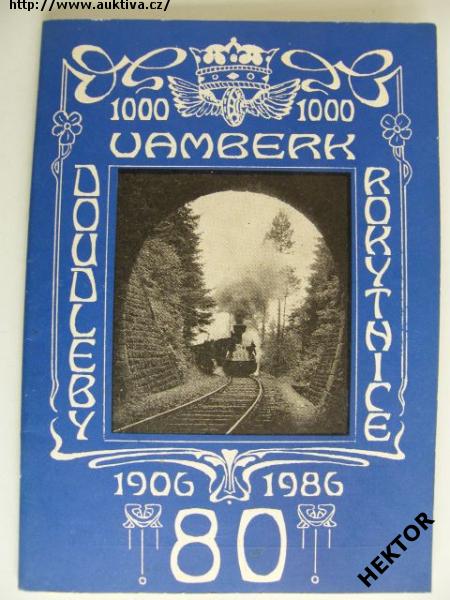 http://www.auktiva.cz/
1000 1000
VAMBERK
DOUDLEBY
ROKYTNICE
1906 1986
80
HEKTOR